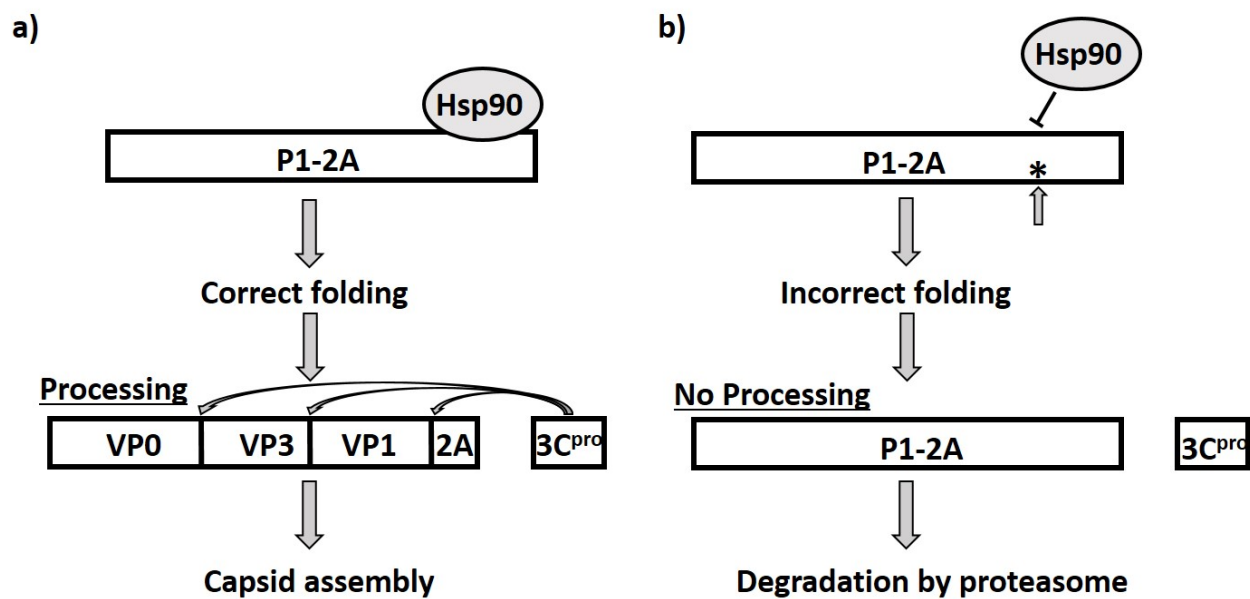 a)
Hsp90
P1-2A
Correct folding
Processing
VP0 VP3 VP1 2A 3Cpro
Capsid assembly
b)
Hsp90
P1-2A
*
Incorrect folding
No Processing
P1-2A 3Cpro
Degradation by proteasome